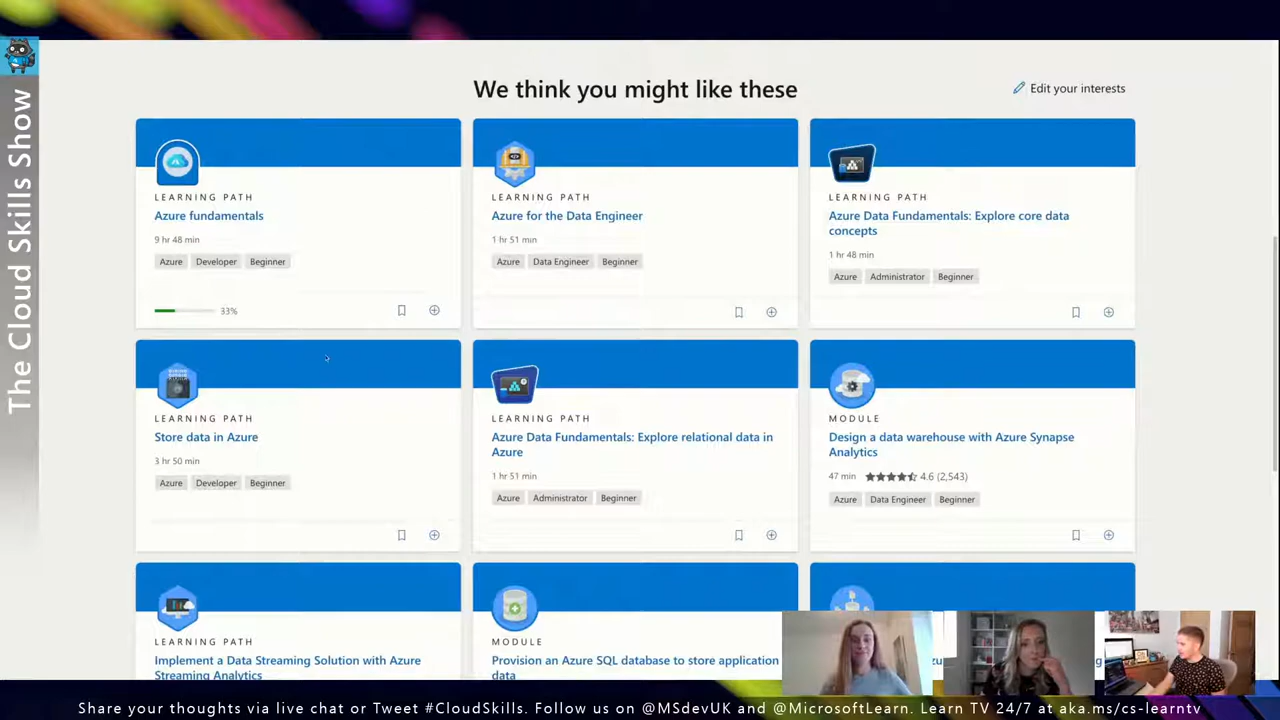 The Cloud Skills Show
We think you might like these
Edit your interests
LEARNING PATH
Azure fundamentals
9 hr 48 min
Azure Developer Beginner
33%
LEARNING PATH
Azure for the Data Engineer
1 hr 51 min
Azure Data Engineer Beginner
LEARNING PATH
Azure Data Fundamentals: Explore core data
concepts
1 hr 48 min
Azure Administrator Beginner
LEARNING PATH
Store data in Azure
3 hr 50 min
Azure Developer Beginner
LEARNING PATH
Azure Data Fundamentals: Explore relational data in
Azure
1 hr 51 min
Azure Administrator Beginner
MODULE
Design a data warehouse with Azure Synapse
Analytics
47 min 4.6 (2,543)
Azure Data Engineer Beginner
LEARNING PATH
Implement a Data Streaming Solution with Azure
Streaming Analytics
MODULE
Provision an Azure SQL database to store application
data
Share your thoughts via live chat or Tweet #CloudSkills. Follow us on @MSdevUK and @MicrosoftLearn. Learn TV 24/7 at aka.ms/cs-learntv